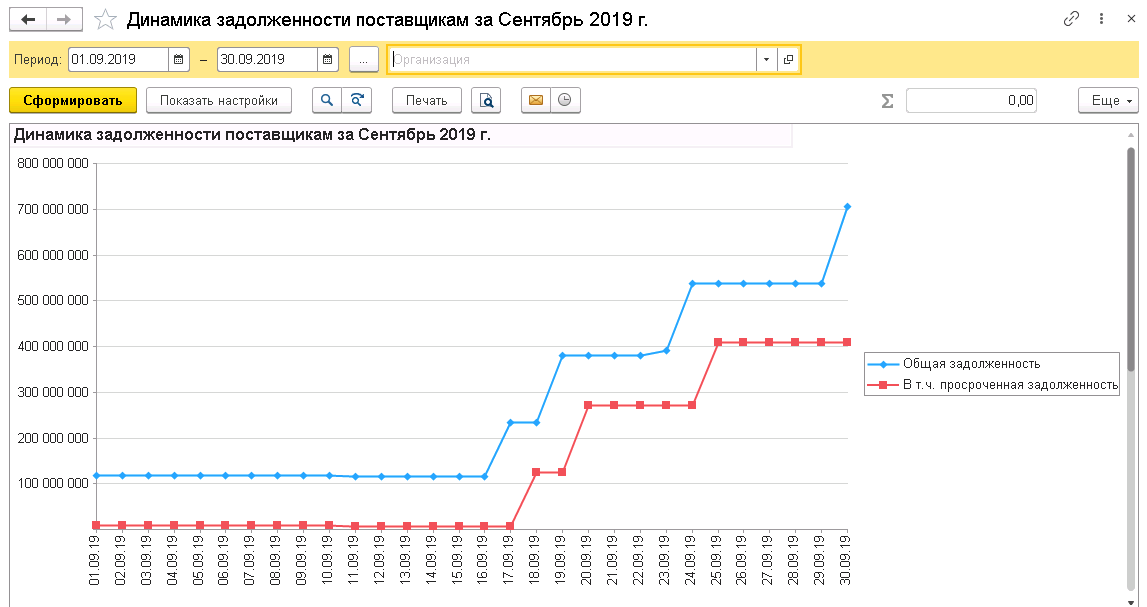 Динамика задолженности поставщикам за Сентябрь 2019 г.
Период: 01.09.2019 – 30.09.2019 ... Организация
Сформировать Показать настройки Печать Σ 0,00 Еще
Динамика задолженности поставщикам за Сентябрь 2019 г.
800 000 000
700 000 000
600 000 000
500 000 000
400 000 000
300 000 000
200 000 000
100 000 000
Общая задолженность
В т.ч. просроченная задолженность
01.09.19
02.09.19
03.09.19
04.09.19
05.09.19
06.09.19
07.09.19
08.09.19
09.09.19
10.09.19
11.09.19
12.09.19
13.09.19
14.09.19
15.09.19
16.09.19
17.09.19
18.09.19
19.09.19
20.09.19
21.09.19
22.09.19
23.09.19
24.09.19
25.09.19
26.09.19
27.09.19
28.09.19
29.09.19
30.09.19